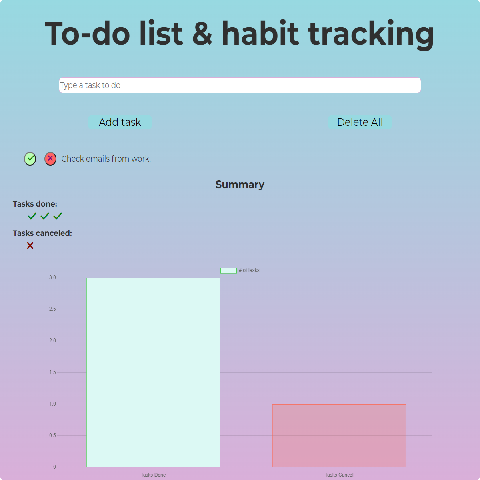 To-do list & habit tracking
Type a task to do
Add task
Delete All
Check emails from work
Summary
Tasks done:
Tasks canceled:
# of tasks
3.0
2.5
2.0
1.5
1.0
0.5
0
Tasks Done